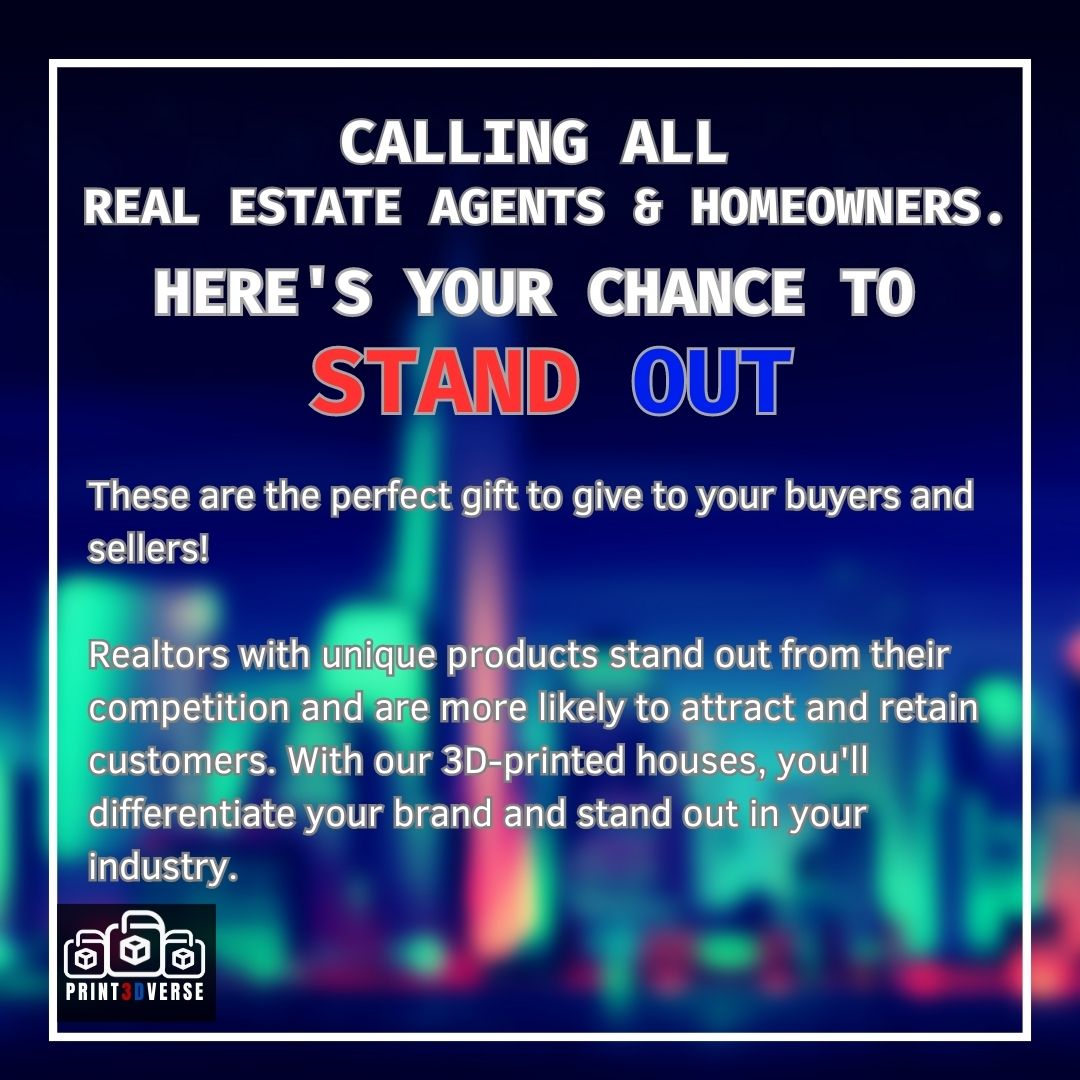 CALLING ALL
REAL ESTATE AGENTS & HOMEOWNERS.
HERE'S YOUR CHANCE TO
STAND OUT
These are the perfect gift to give to your buyers and
sellers!
Realtors with unique products stand out from their
competition and are more likely to attract and retain
customers. With our 3D-printed houses, you'll
differentiate your brand and stand out in your
industry.
PRINT3DVERSE